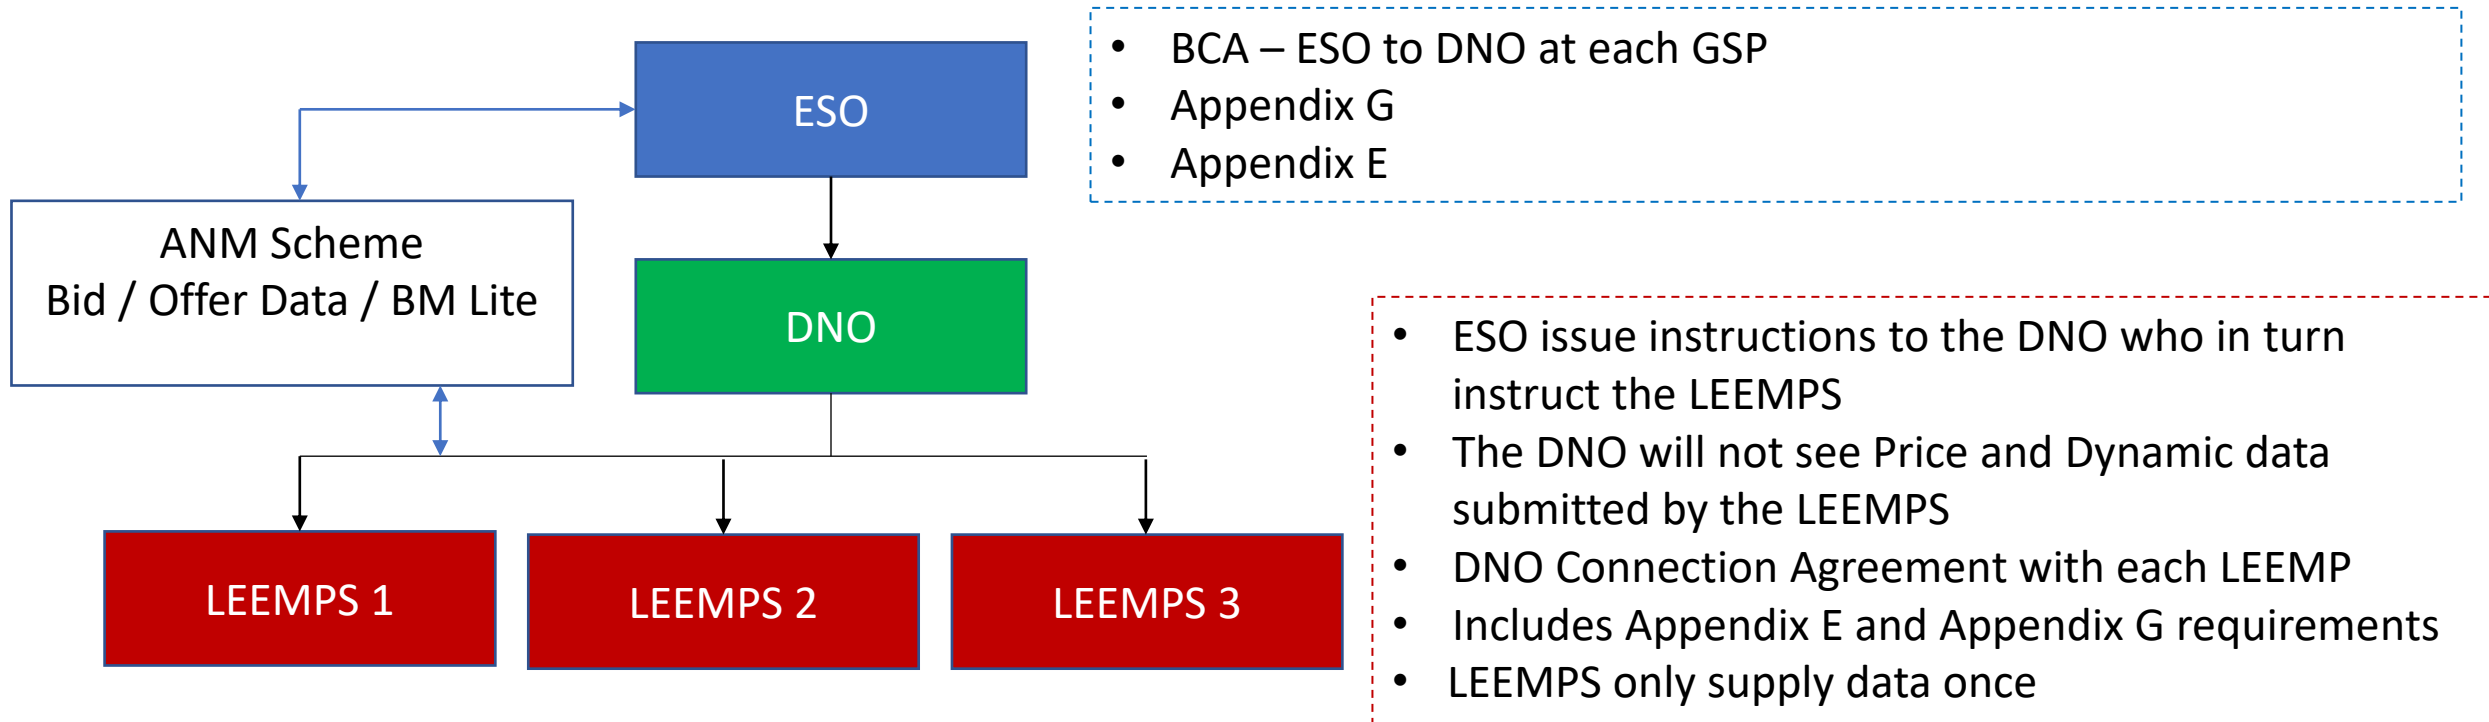 ESO
• BCA – ESO to DNO at each GSP
• Appendix G
• Appendix E
ANM Scheme
Bid / Offer Data / BM Lite
DNO
• ESO issue instructions to the DNO who in turn
instruct the LEEMPS
• The DNO will not see Price and Dynamic data
submitted by the LEEMPS
• DNO Connection Agreement with each LEEMP
• Includes Appendix E and Appendix G requirements
• LEEMPS only supply data once
LEEMPS 1
LEEMPS 2
LEEMPS 3